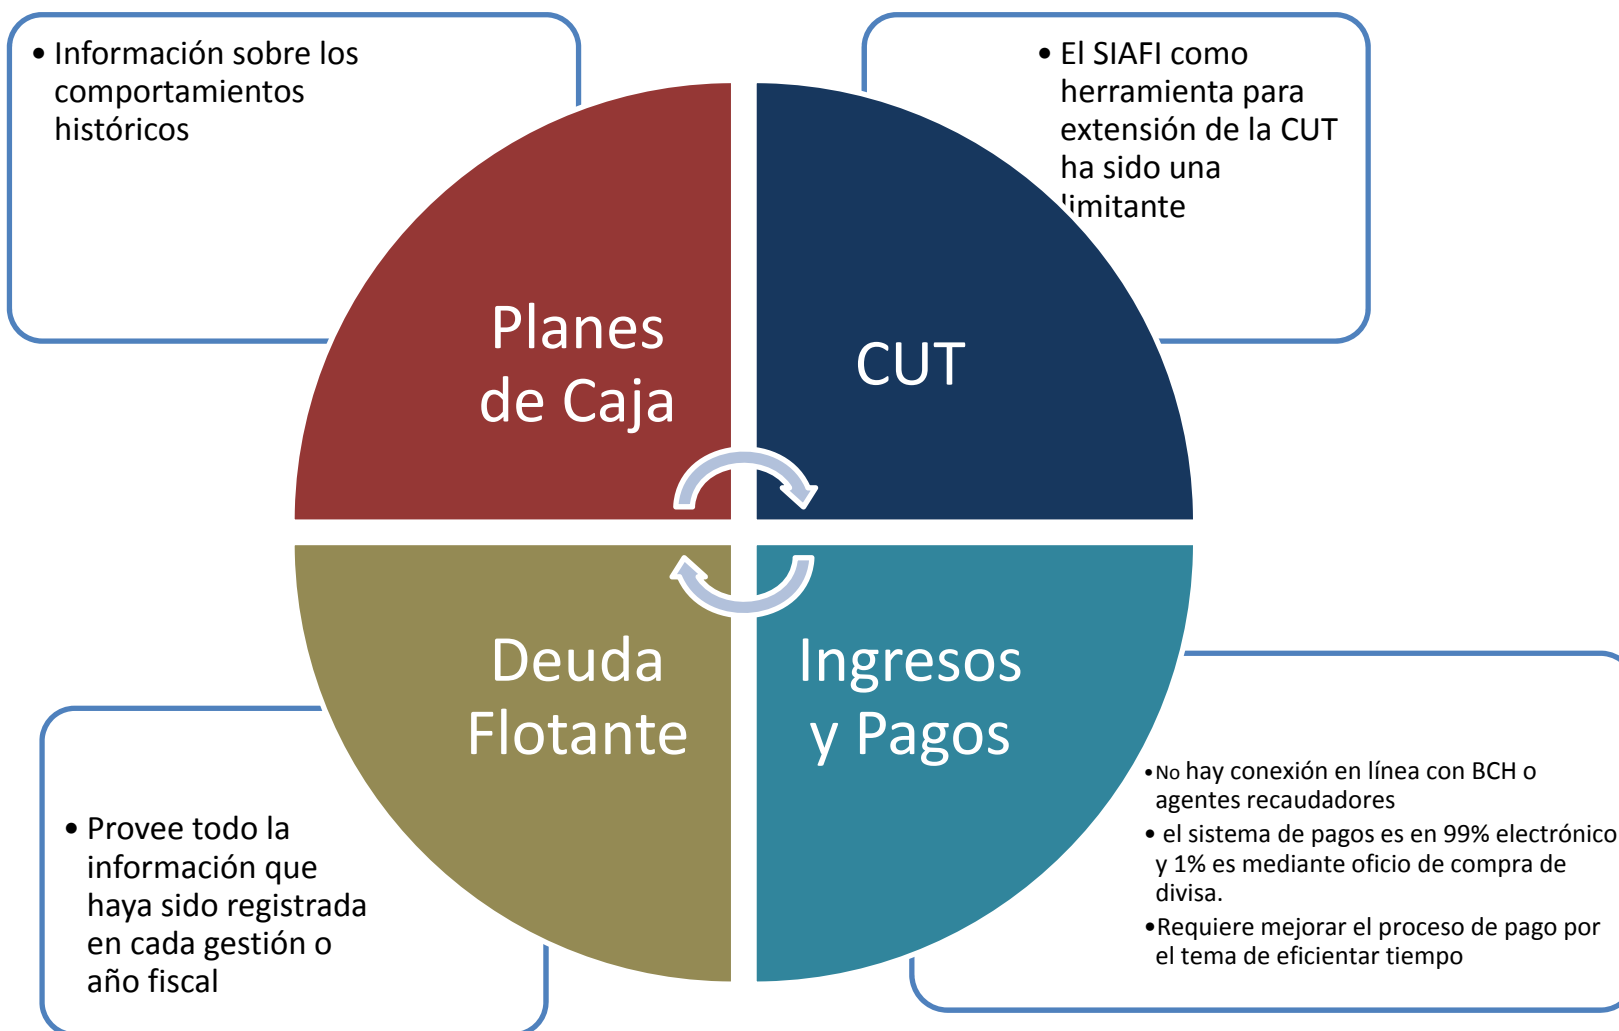 • Información sobre los
comportamientos
históricos
• El SIAFI como
herramienta para
extensión de la CUT
ha sido una
limitante
Planes
de Caja
CUT
Deuda
Flotante
Ingresos
y Pagos
• Provee todo la
información que
haya sido registrada
en cada gestión o
año fiscal
•No hay conexión en línea con BCH o
agentes recaudadores
• el sistema de pagos es en 99% electrónico
y 1% es mediante oficio de compra de
divisa.
•Requiere mejorar el proceso de pago por
el tema de eficientar tiempo